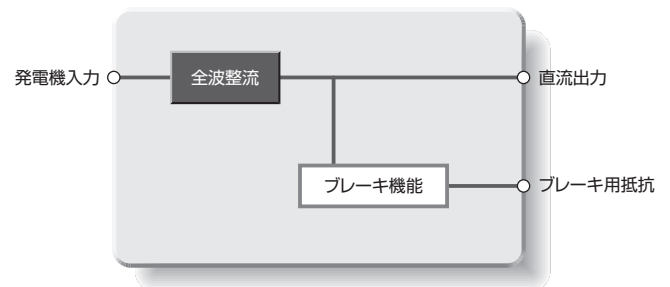 発電機入力
全波整流
直流出力
ブレーキ機能
ブレーキ用抵抗